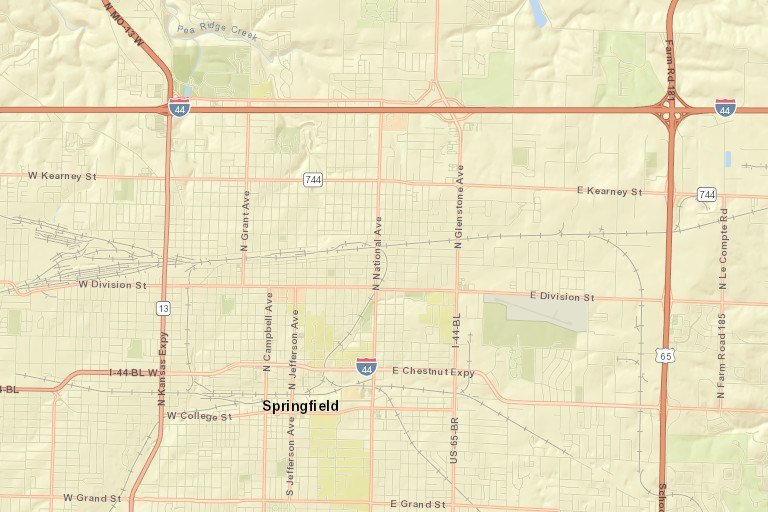 N MO-13 W
Pea Ridge Creek
Farm Rd 181
44
44
W Kearney St
744
E Kearney St
744
N Grant Ave
N National Ave
N Glenstone Ave
N Le Compte Rd
W Division St
E Division St
13
N Kansas Expy
N Campbell Ave
N Jefferson Ave
I-44-BL
N Farm Road 185
65
I-44-BL W
44
E Chestnut Expy
4-BL
Springfield
W College St
S Jefferson Ave
US-65-BR
W Grand St
E Grand St
Scho